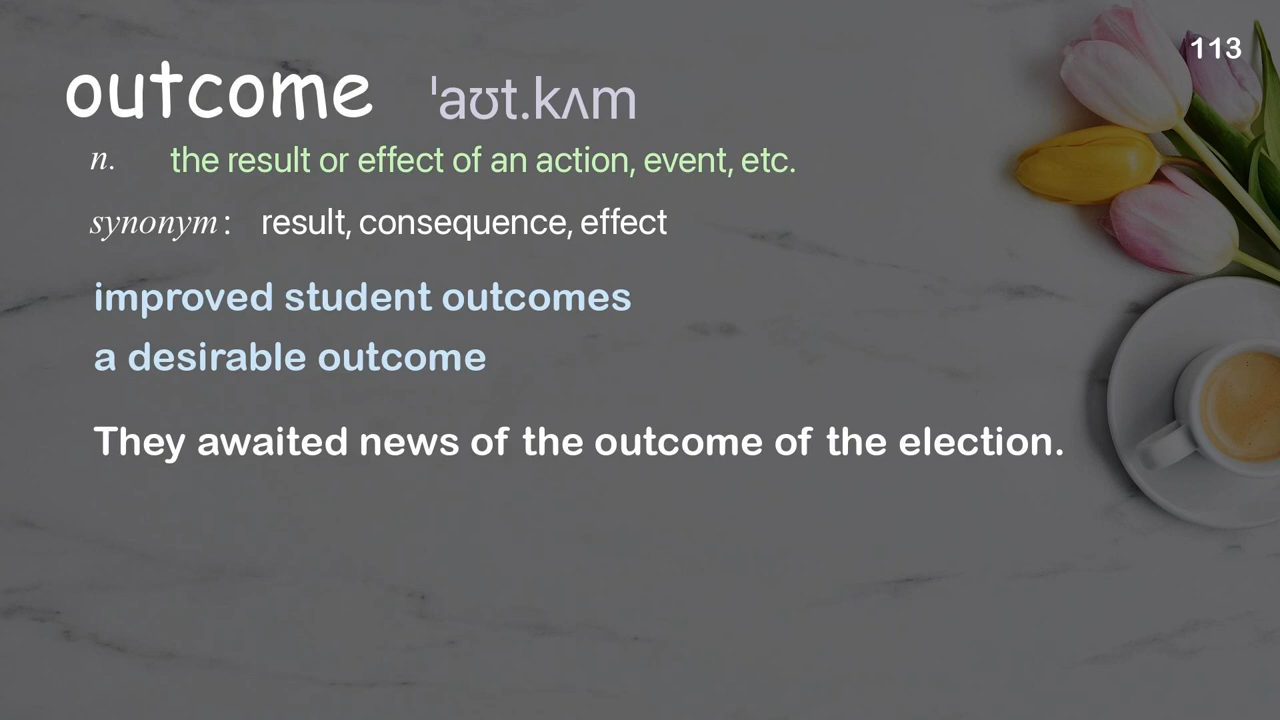 113
outcome ˈaʊt.kʌm
n. the result or effect of an action, event, etc.
synonym: result, consequence, effect
improved student outcomes
a desirable outcome
They awaited news of the outcome of the election.